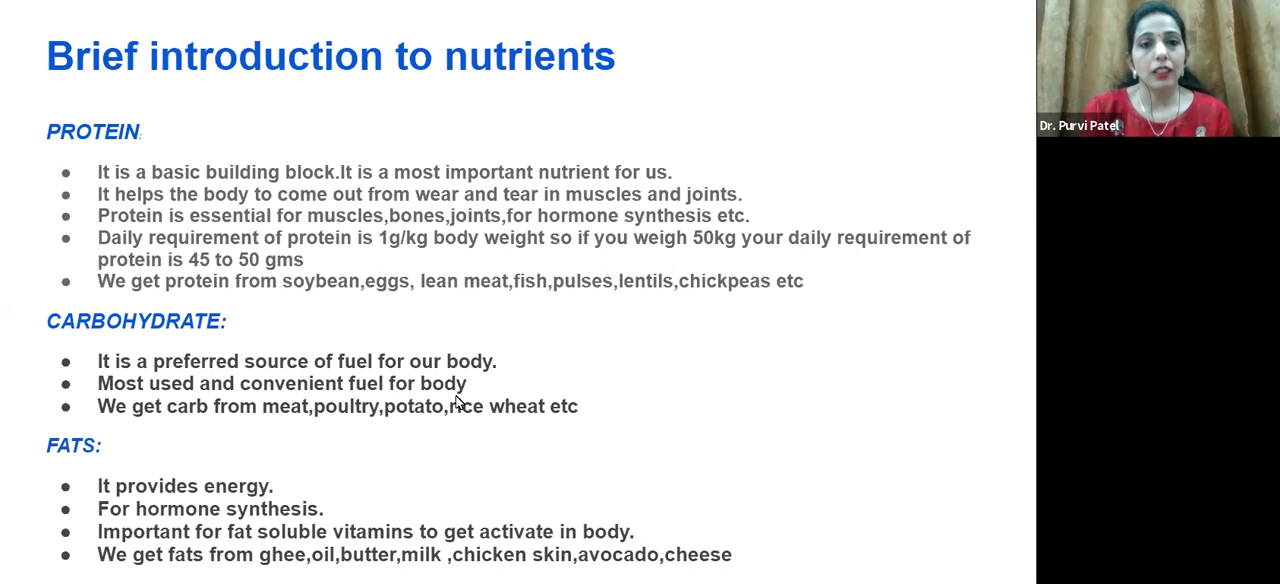 Brief introduction to nutrients
PROTEIN:
● It is a basic building block.It is a most important nutrient for us.
● It helps the body to come out from wear and tear in muscles and joints.
● Protein is essential for muscles,bones,joints,for hormone synthesis etc.
● Daily requirement of protein is 1g/kg body weight so if you weigh 50kg your daily requirement of
protein is 45 to 50 gms
● We get protein from soybean,eggs, lean meat,fish,pulses,lentils,chickpeas etc
CARBOHYDRATE:
● It is a preferred source of fuel for our body.
● Most used and convenient fuel for body
● We get carb from meat,poultry,potato,rice wheat etc
FATS:
● It provides energy.
● For hormone synthesis.
● Important for fat soluble vitamins to get activate in body.
● We get fats from ghee,oil,butter,milk ,chicken skin,avocado,cheese
Dr. Purvi Patel